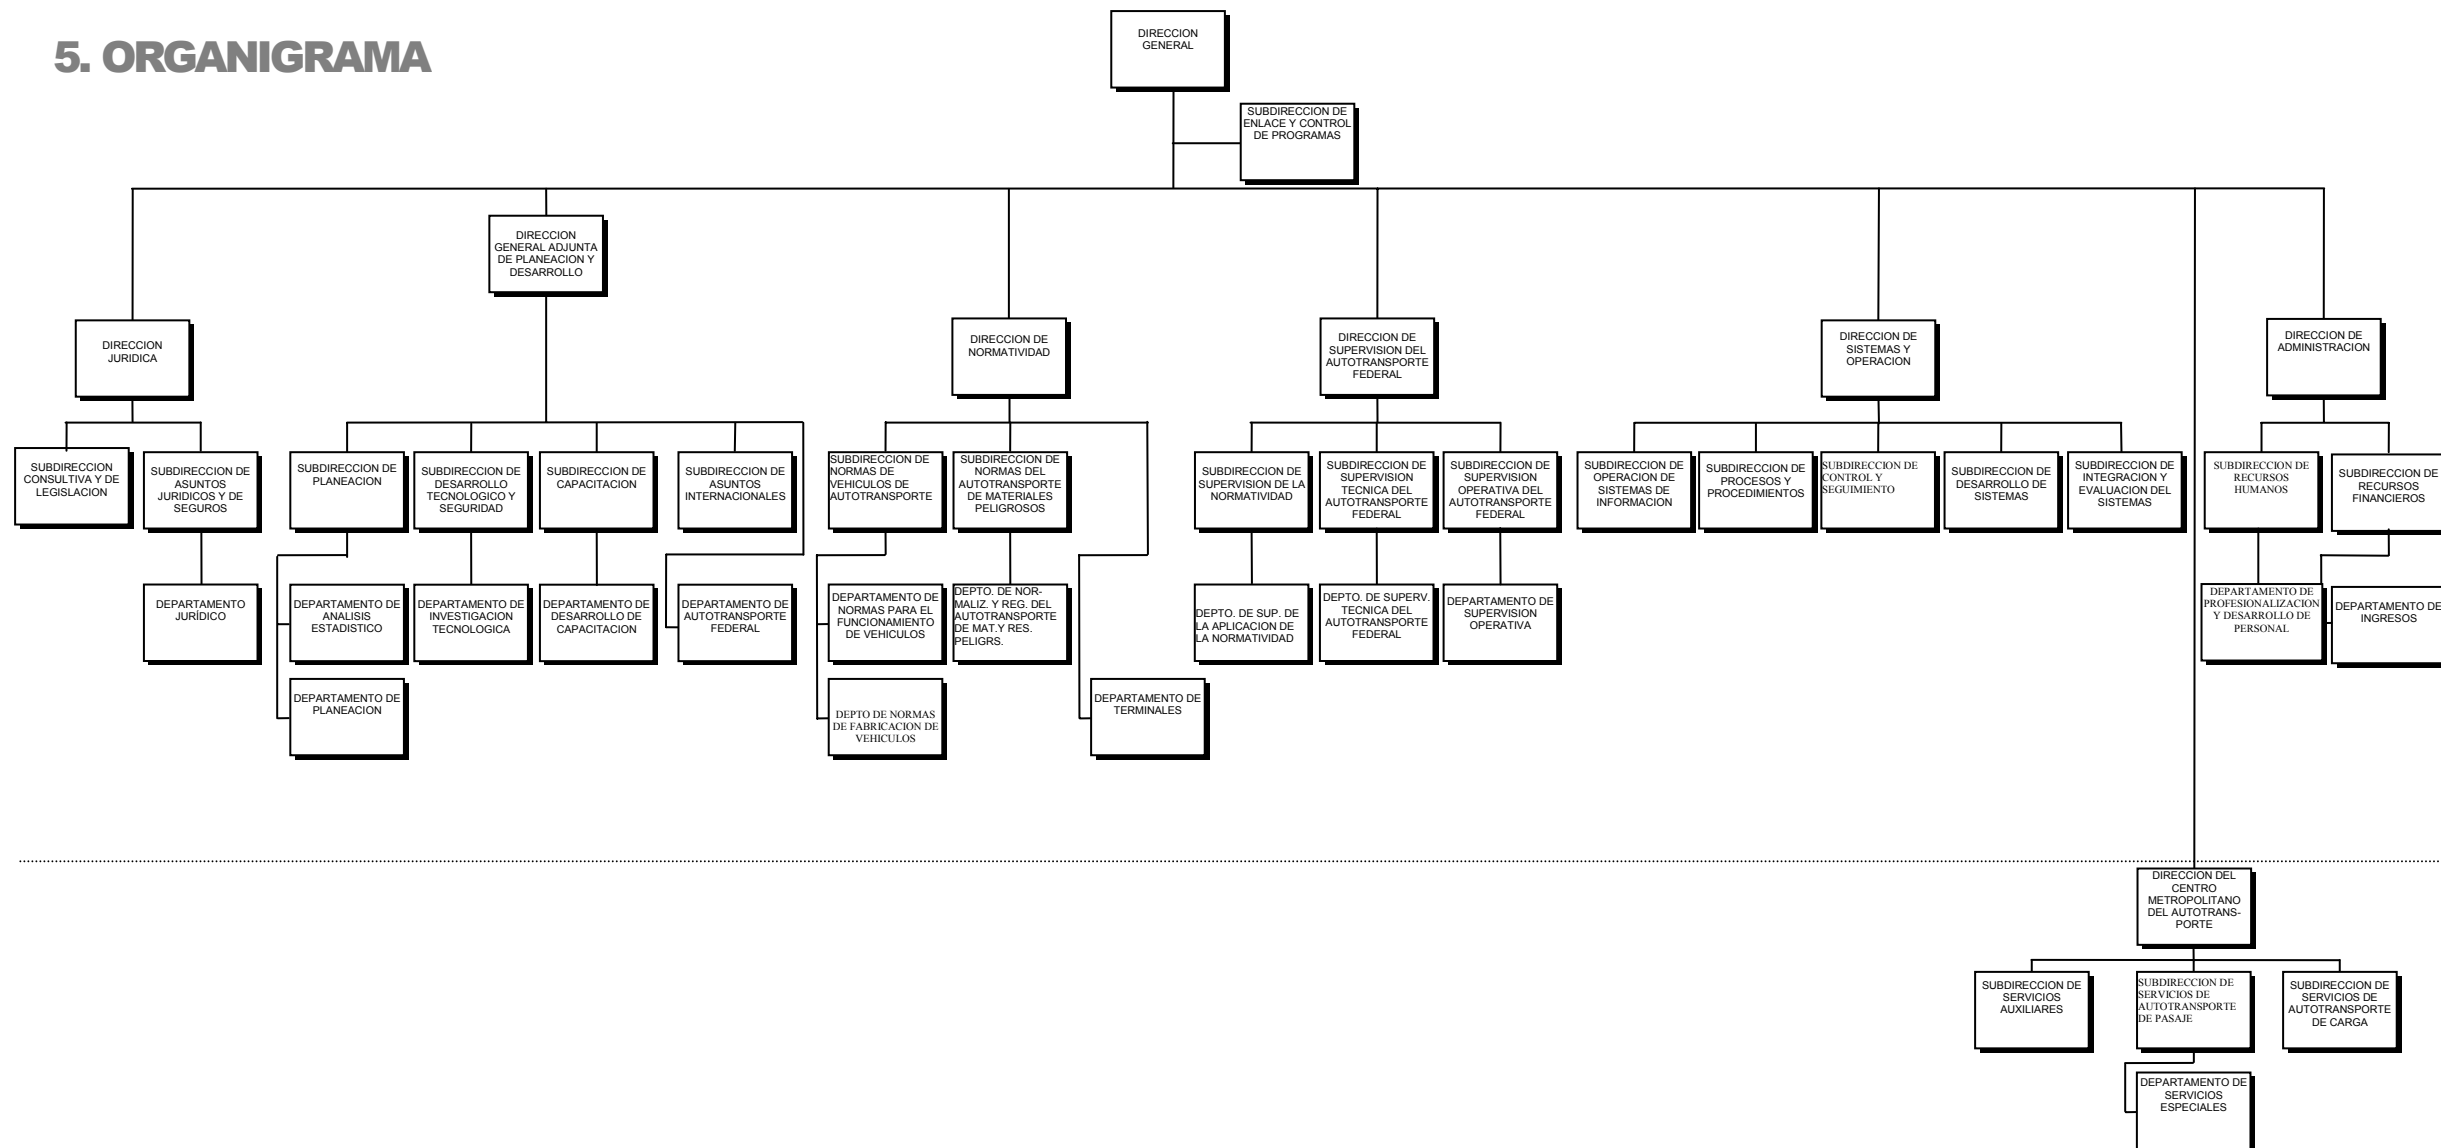 5. ORGANIGRAMA
DIRECCION
GENERAL
SUBDIRECCION DE
ENLACE Y CONTROL
DE PROGRAMAS
DIRECCION
GENERAL ADJUNTA
DE PLANEACION Y
DESARROLLO
DIRECCION
JURIDICA
DIRECCION DE
NORMATIVIDAD
DIRECCION DE
SUPERVISION DEL
AUTOTRANSPORTE
FEDERAL
DIRECCION DE
SISTEMAS Y
OPERACION
DIRECCION DE
ADMINISTRACION
SUBDIRECCION
CONSULTIVA Y DE
LEGISLACION
SUBDIRECCION DE
ASUNTOS
JURIDICOS Y DE
SEGUROS
SUBDIRECCION DE
PLANEACION
SUBDIRECCION DE
DESARROLLO
TECNOLOGICO Y
SEGURIDAD
SUBDIRECCION DE
CAPACITACION
SUBDIRECCION DE
ASUNTOS
INTERNACIONALES
SUBDIRECCION DE
NORMAS DE
VEHICULOS DE
AUTOTRANSPORTE
SUBDIRECCION DE
NORMAS DEL
AUTOTRANSPORTE
DE MATERIALES
PELIGROSOS
SUBDIRECCION DE
SUPERVISION DE LA
NORMATIVIDAD
SUBDIRECCION DE
SUPERVISION
TECNICA DEL
AUTOTRANSPORTE
FEDERAL
SUBDIRECCION DE
SUPERVISION
OPERATIVA DEL
AUTOTRANSPORTE
FEDERAL
SUBDIRECCION DE
OPERACION DE
SISTEMAS DE
INFORMACION
SUBDIRECCION DE
PROCESOS Y
PROCEDIMIENTOS
SUBDIRECCION DE
CONTROL Y
SEGUIMIENTO
SUBDIRECCION DE
DESARROLLO DE
SISTEMAS
SUBDIRECCION DE
INTEGRACION Y
EVALUACION DEL
SISTEMAS
SUBDIRECCION DE
RECURSOS
HUMANOS
SUBDIRECCION DE
RECURSOS
FINANCIEROS
DEPARTAMENTO
JURÍDICO
DEPARTAMENTO DE
ANALISIS
ESTADISTICO
DEPARTAMENTO DE
INVESTIGACION
TECNOLOGICA
DEPARTAMENTO DE
DESARROLLO DE
CAPACITACION
DEPARTAMENTO DE
AUTOTRANSPORTE
FEDERAL
DEPARTAMENTO DE
NORMAS PARA EL
FUNCIONAMIENTO
DE VEHICULOS
DEPTO. DE NOR-
MALIZ. Y REG. DEL
AUTOTRANSPORTE
DE MAT.Y RES.
PELIGRS.
DEPTO. DE SUP. DE
LA APLICACION DE
LA NORMATIVIDAD
DEPTO. DE SUPERV.
TECNICA DEL
AUTOTRANSPORTE
FEDERAL
DEPARTAMENTO DE
SUPERVISION
OPERATIVA
DEPARTAMENTO DE
PROFESIONALIZACION
Y DESARROLLO DE
PERSONAL
DEPARTAMENTO DE
INGRESOS
DEPARTAMENTO DE
PLANEACION
DEPTO DE NORMAS
DE FABRICACION DE
VEHICULOS
DEPARTAMENTO DE
TERMINALES
DIRECCION DEL
CENTRO
METROPOLITANO
DEL AUTOTRANS-
PORTE
SUBDIRECCION DE
SERVICIOS
AUXILIARES
SUBDIRECCION DE
SERVICIOS DE
AUTOTRANSPORTE
DE PASAJE
SUBDIRECCION DE
SERVICIOS DE
AUTOTRANSPORTE
DE CARGA
DEPARTAMENTO DE
SERVICIOS
ESPECIALES